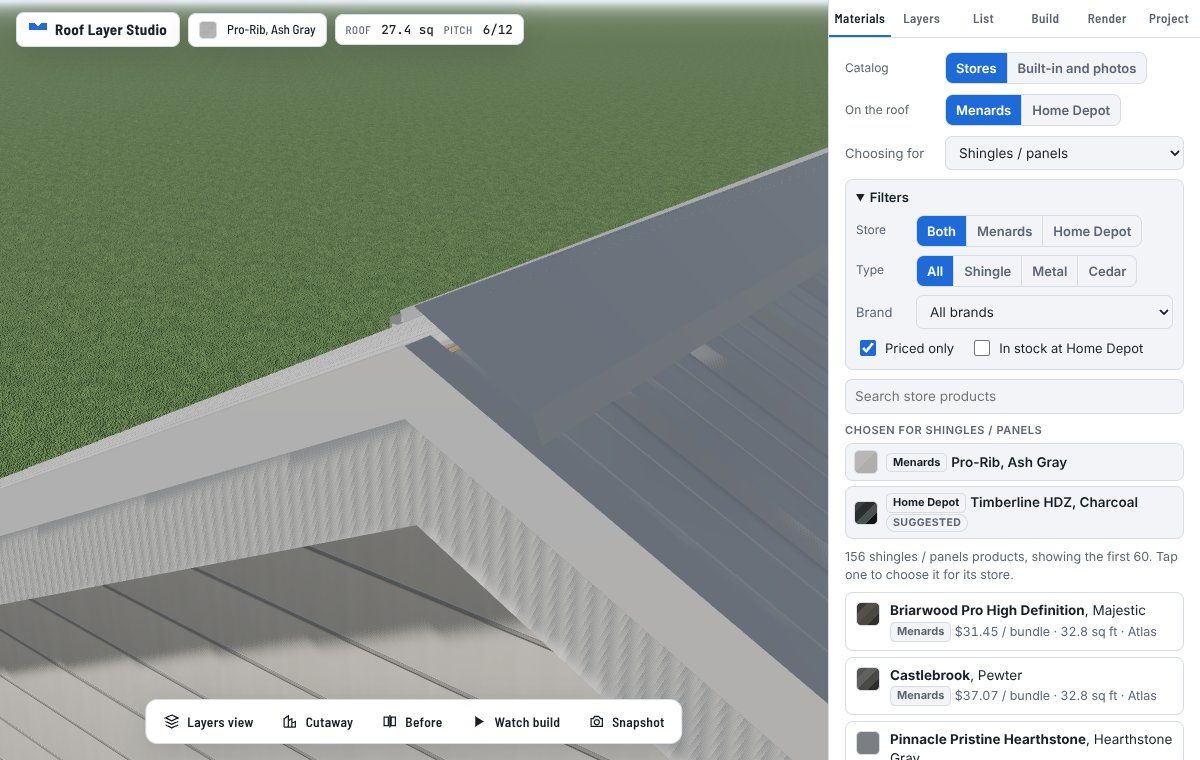 Roof Layer Studio
Pro-Rib, Ash Gray
ROOF 27.4 sq PITCH 6/12
Materials Layers List Build Render Project
Catalog Stores Built-in and photos
On the roof Menards Home Depot
Choosing for Shingles / panels
▼ Filters
Store Both Menards Home Depot
Type All Shingle Metal Cedar
Brand All brands
Priced only In stock at Home Depot
Search store products
CHOSEN FOR SHINGLES / PANELS
Menards Pro-Rib, Ash Gray
Home Depot Timberline HDZ, Charcoal
SUGGESTED
156 shingles / panels products, showing the first 60. Tap
one to choose it for its store.
Briarwood Pro High Definition, Majestic
Menards $31.45 / bundle · 32.8 sq ft · Atlas
Castlebrook, Pewter
Menards $37.07 / bundle · 32.8 sq ft · Atlas
Pinnacle Pristine Hearthstone, Hearthstone
Gray
Layers view Cutaway Before Watch build Snapshot